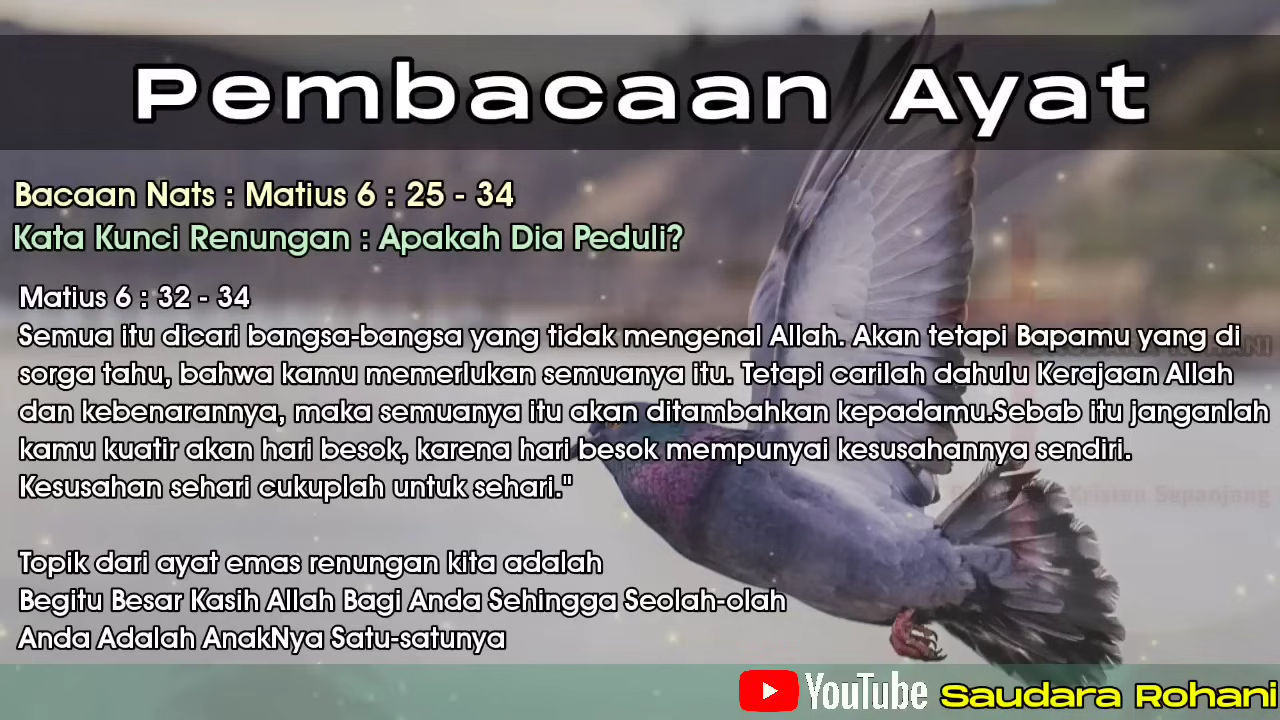 Pembacaan Ayat
Bacaan Nats : Matius 6 : 25 - 34
Kata Kunci Renungan : Apakah Dia Peduli?
Matius 6 : 32 - 34
Semua itu dicari bangsa-bangsa yang tidak mengenal Allah. Akan tetapi Bapamu yang di
sorga tahu, bahwa kamu memerlukan semuanya itu. Tetapi carilah dahulu Kerajaan Allah
dan kebenarannya, maka semuanya itu akan ditambahkan kepadamu.Sebab itu janganlah
kamu kuatir akan hari besok, karena hari besok mempunyai kesusahannya sendiri.
Kesusahan sehari cukuplah untuk sehari."
Kristen Sepanjang
Topik dari ayat emas renungan kita adalah
Begitu Besar Kasih Allah Bagi Anda Sehingga Seolah-olah
Anda Adalah AnakNya Satu-satunya
YouTube Saudara Rohani